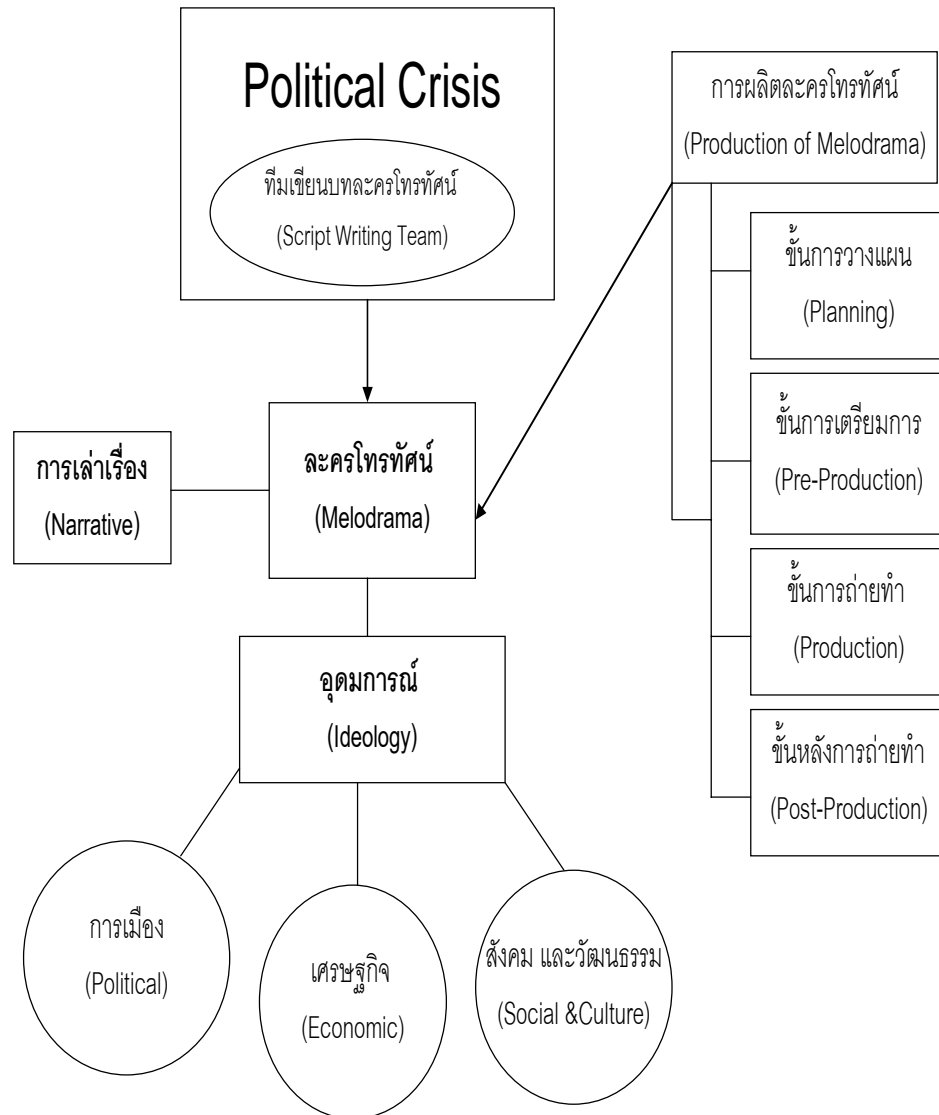 Political Crisis
ทีมเขียนบทละครโทรทัศน์
(Script Writing Team)
การผลิตละครโทรทัศน์
(Production of Melodrama)
ขั้นการวางแผน
(Planning)
ขั้นการเตรียมการ
(Pre-Production)
ขั้นการถ่ายทำ
(Production)
ขั้นหลังการถ่ายทำ
(Post-Production)
การเล่าเรื่อง
(Narrative)
ละครโทรทัศน์
(Melodrama)
อุดมการณ์
(Ideology)
การเมือง
(Political)
เศรษฐกิจ
(Economic)
สังคม และวัฒนธรรม
(Social &Culture)